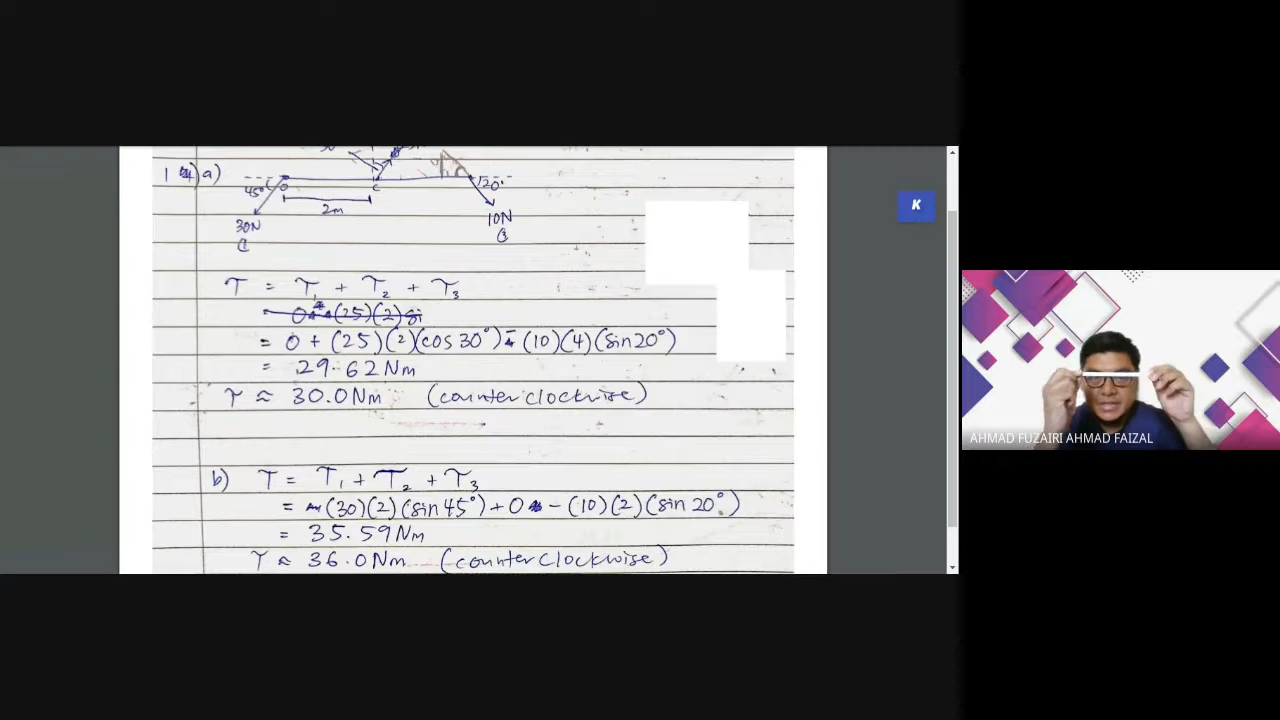 1 a)
45°
O
C
20°
2m
30N
10N
τ = τ₁ + τ₂ + τ₃
= 0 + (25)(2)(cos 30°) - (10)(4)(sin 20°)
= 29.62 Nm
τ ≈ 30.0 Nm (counterclockwise)
b) τ = τ₁ + τ₂ + τ₃
= (30)(2)(sin 45°) + 0 - (10)(2)(sin 20°)
= 35.59 Nm
τ ≈ 36.0 Nm (counterclockwise)
K
AHMAD FUZAIRI AHMAD FAIZAL